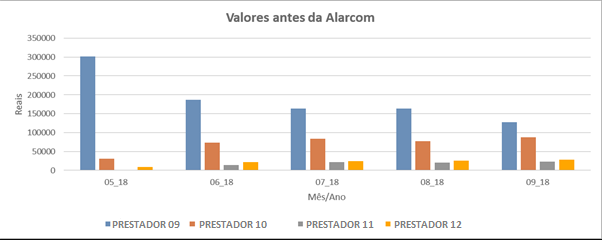 Valores antes da Alarcom
350000
300000
250000
200000
150000
100000
50000
0
Reais
05_18 06_18 07_18 08_18 09_18
Mês/Ano
PRESTADOR 09 PRESTADOR 10 PRESTADOR 11 PRESTADOR 12